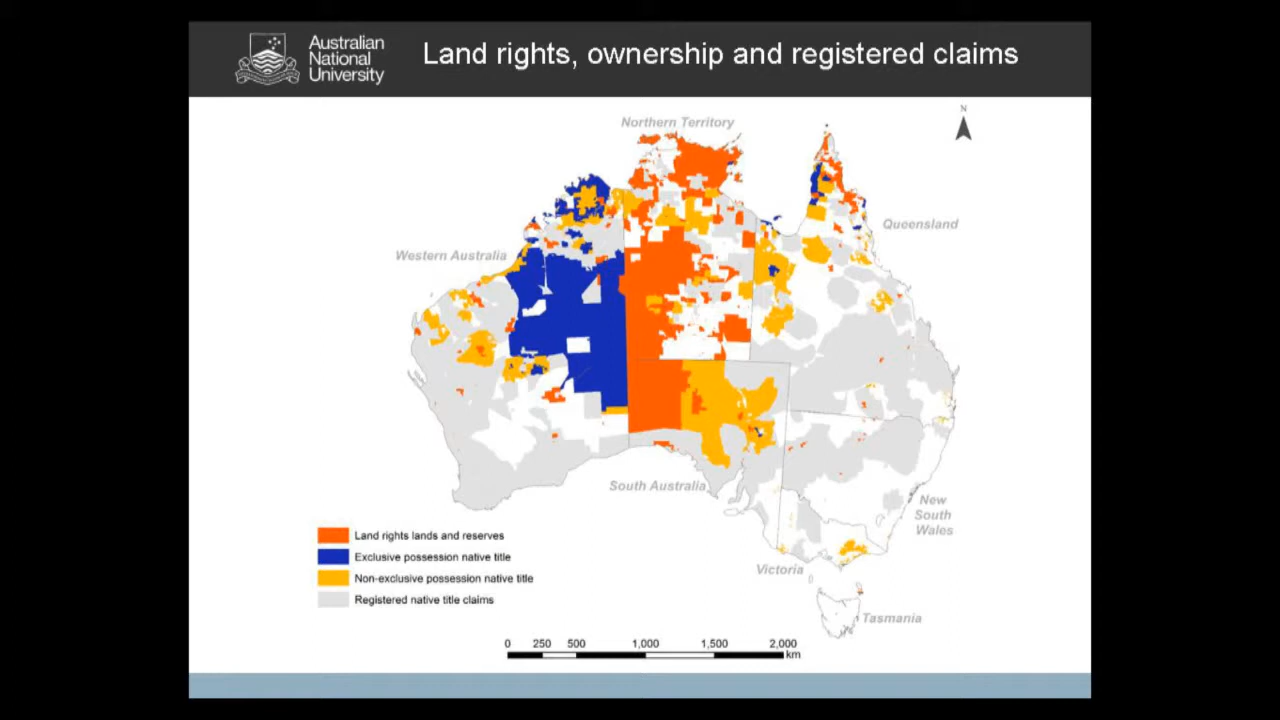 Australian
National
University
Land rights, ownership and registered claims
N
Northern Territory
Queensland
Western Australia
South Australia
New
South
Wales
Victoria
Tasmania
Land rights lands and reserves
Exclusive possession native title
Non-exclusive possession native title
Registered native title claims
0 250 500 1,000 1,500 2,000
km